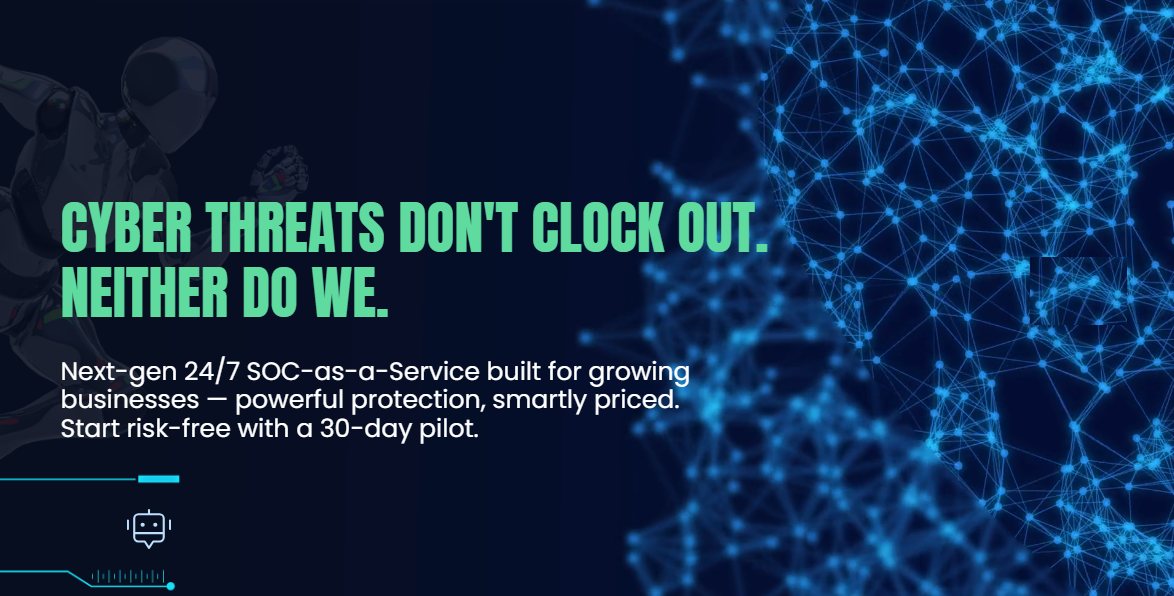 CYBER THREATS DON'T CLOCK OUT.
NEITHER DO WE.
Next-gen 24/7 SOC-as-a-Service built for growing
businesses — powerful protection, smartly priced.
Start risk-free with a 30-day pilot.